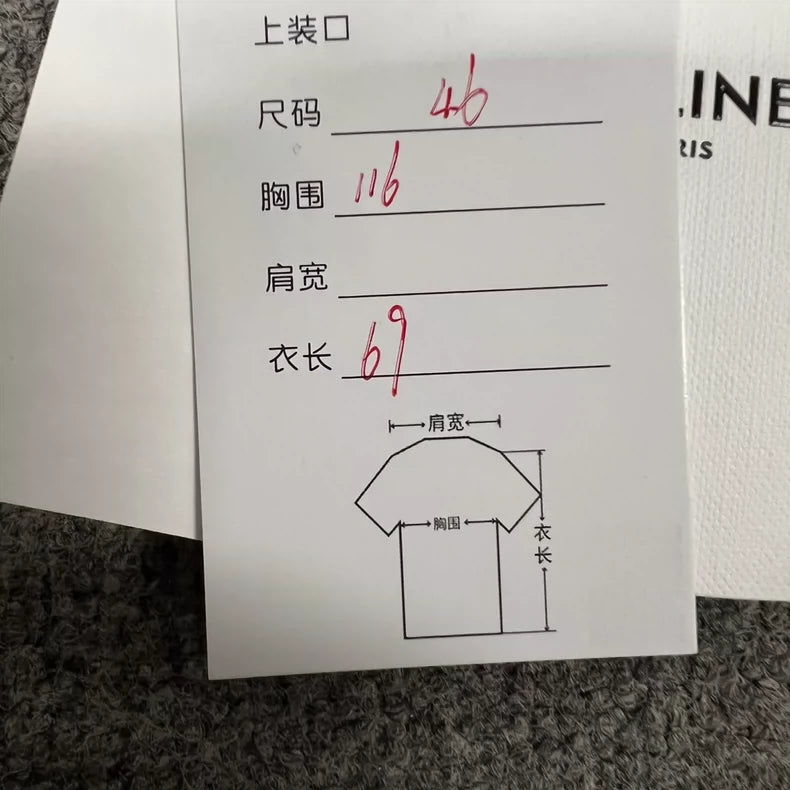 上装口
尺码 46
胸围 116
肩宽
衣长 69
肩宽
胸围
衣长
LINE
RIS